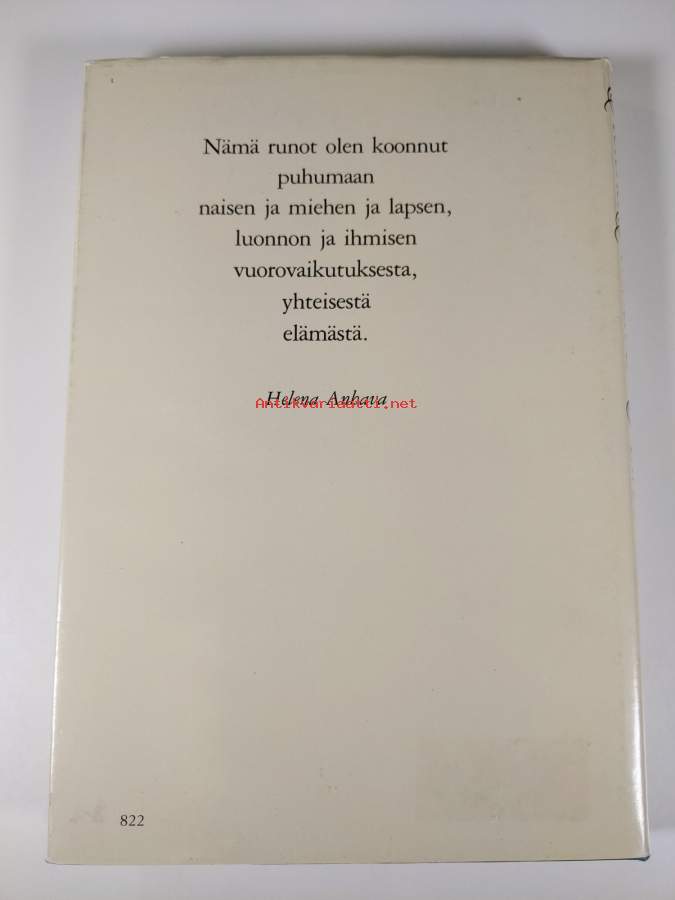 Nämä runot olen koonnut
puhumaan
naisen ja miehen ja lapsen,
luonnon ja ihmisen
vuorovaikutuksesta,
yhteisestä
elämästä.
Helena Anhava
Antikvariaatti.net
822